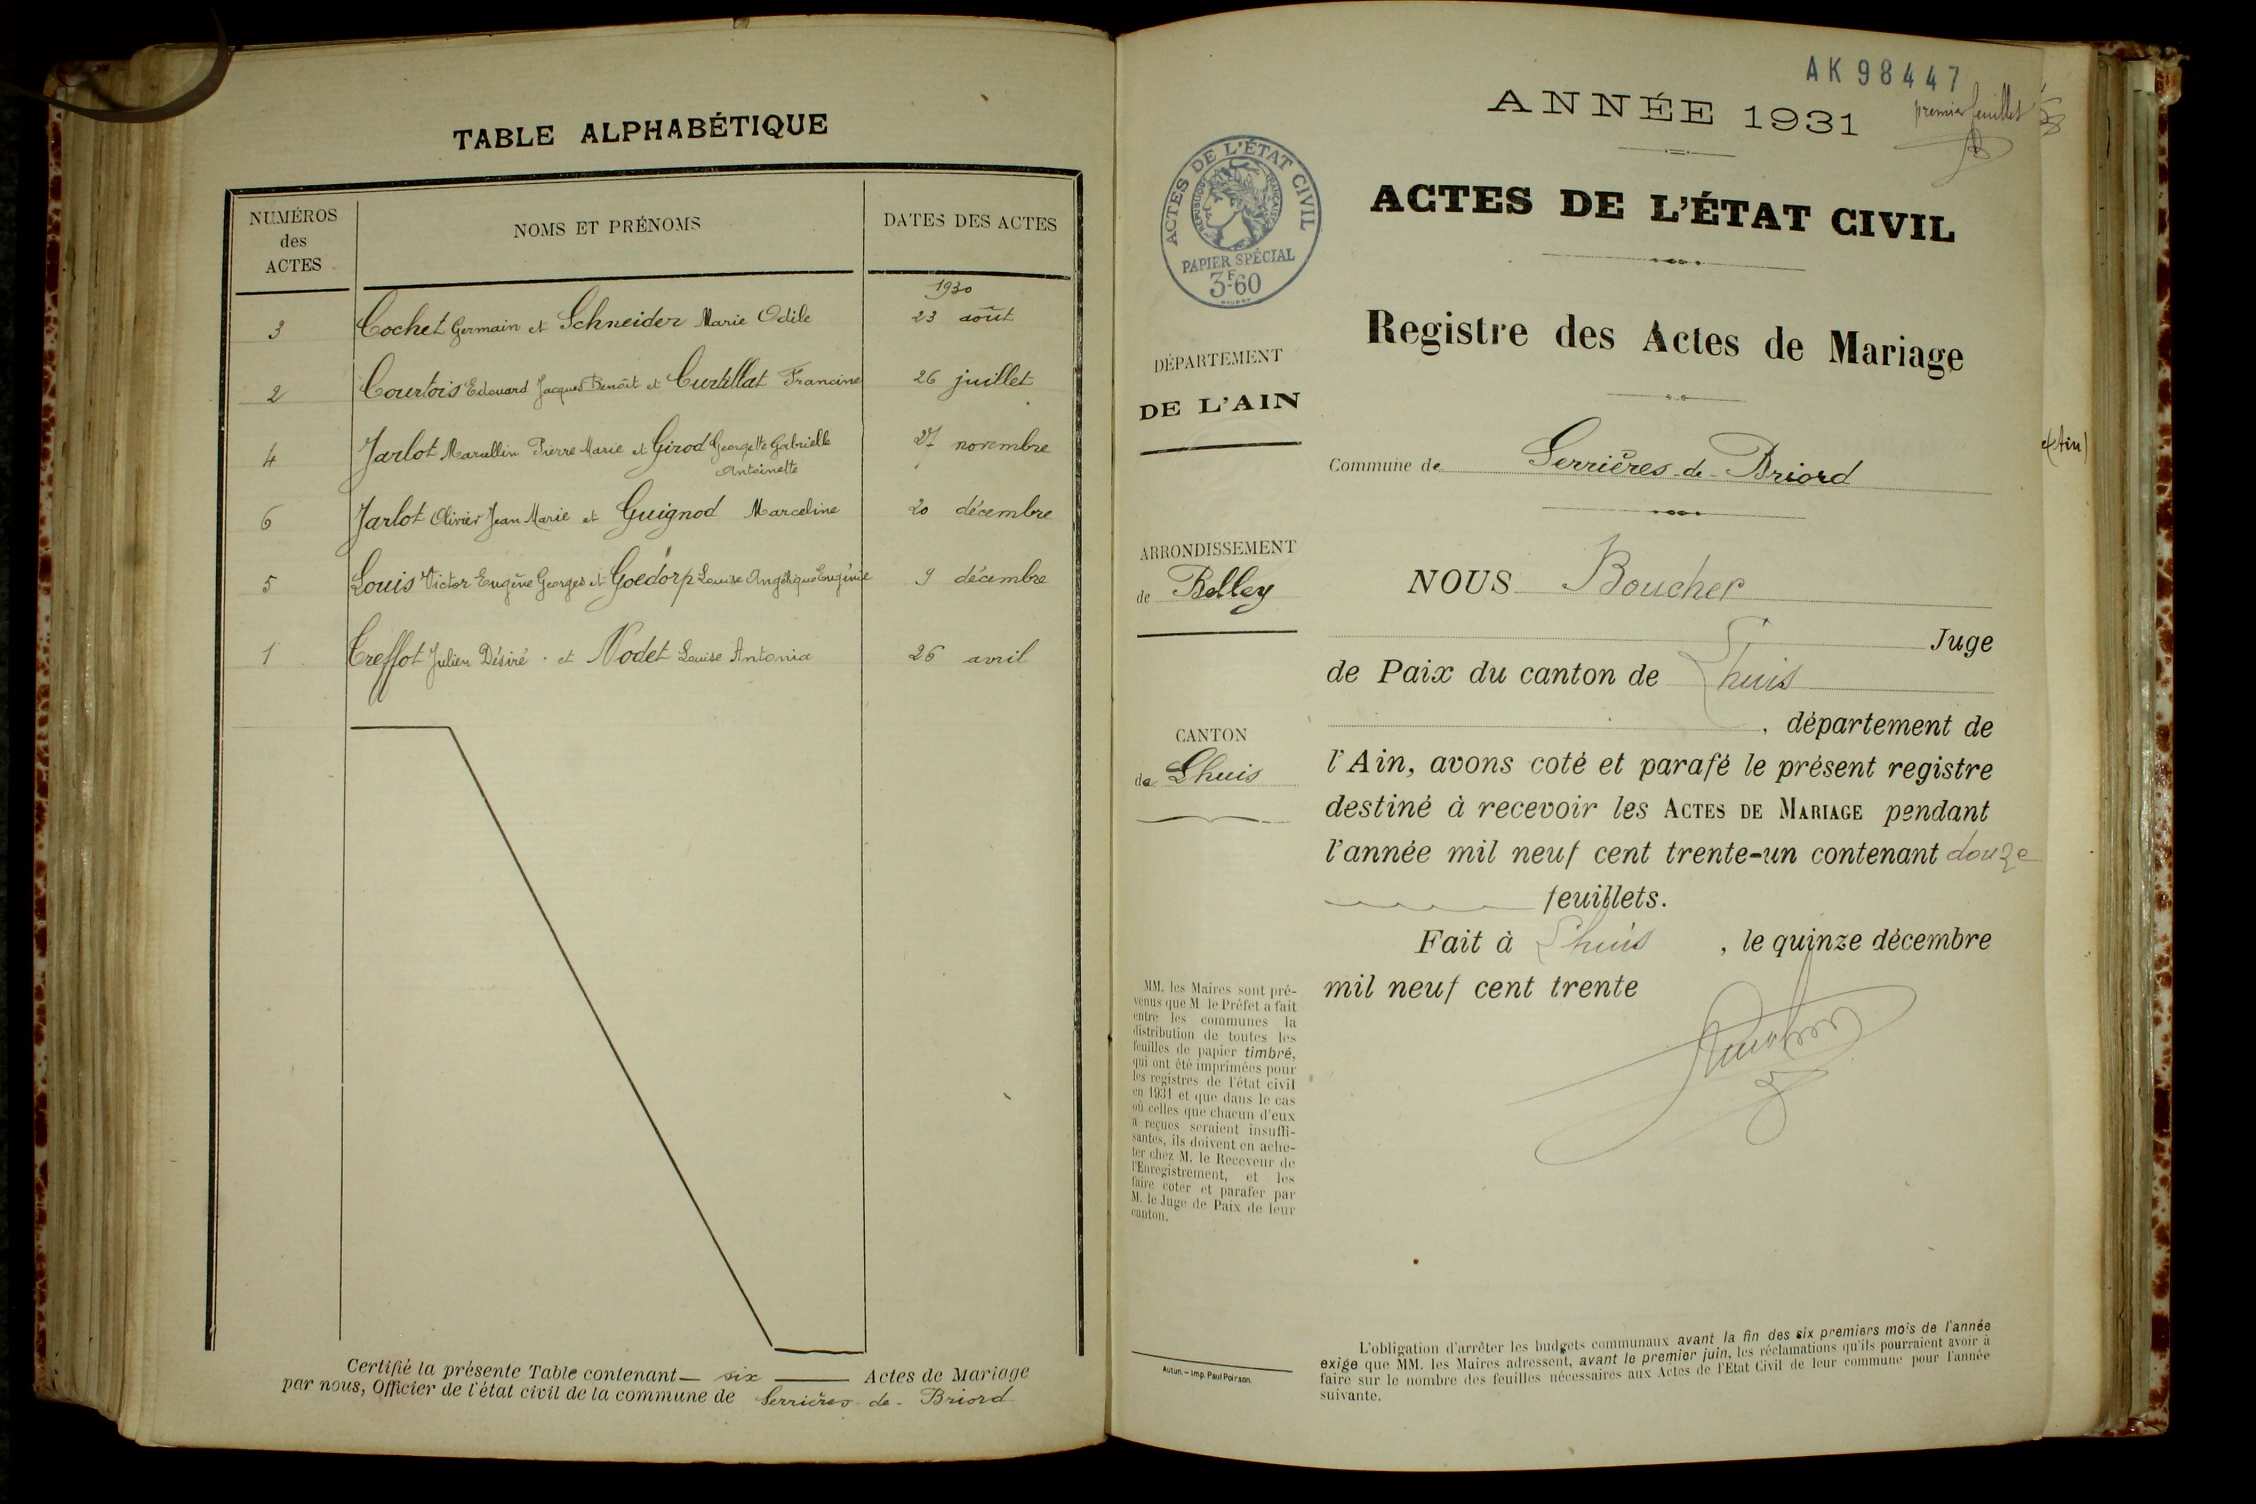 TABLE ALPHABÉTIQUE
NUMÉROS
des
ACTES
NOMS ET PRÉNOMS
DATES DES ACTES
1930
3 Cochet Germain et Schneider Marie Odile 23 août
2 Courtois Edouard Jacques Benoît et Curtillat Francine 26 juillet
4 Jarlot Marcellin Pierre Marie et Girod Georgette Gabrielle 27 novembre
Antoinette
6 Jarlot Olivier Jean Marie et Guignod Marceline 20 décembre
5 Louis Victor Eugène Georges et Goedorp Louise Angélique Eugénie 9 décembre
1 Treffot Julien Désiré et Nodet Louise Antonia 26 avril
Certifié la présente Table contenant six Actes de Mariage
par nous, Officier de l'état civil de la commune de Serrières-de-Briord
AK 98447
ANNÉE 1931
premier feuillet
ACTES DE L'ÉTAT CIVIL
RÉPUBLIQUE FRANÇAISE
PAPIER SPÉCIAL
3F60
ACTES DE L'ÉTAT CIVIL
Registre des Actes de Mariage
DÉPARTEMENT
DE L'AIN
Commune de Serrières-de-Briord
(Ain)
ARRONDISSEMENT
de Belley
CANTON
de Lhuis
NOUS Boucher
Juge
de Paix du canton de Lhuis
, département de
l'Ain, avons coté et parafé le présent registre
destiné à recevoir les ACTES DE MARIAGE pendant
l'année mil neuf cent trente-un contenant douze
feuillets.
Fait à Lhuis , le quinze décembre
mil neuf cent trente
MM. les Maires sont pré-
venus que M. le Préfet a fait
entre les communes la
distribution de toutes les
feuilles de papier timbré,
qui ont été imprimées pour
les registres de l'état civil
en 1931 et que dans le cas
où celles que chacun d'eux
a reçues seraient insuffi-
santes, ils doivent en ache-
ter chez M. le Receveur de
l'Enregistrement, et les
faire coter et parafer par
M. le Juge de Paix de leur
canton.
Autun. — Imp. Paul Poirson.
L'obligation d'arrêter les budgets communaux avant la fin des six premiers mois de l'année
exige que MM. les Maires adressent, avant le premier juin, les réclamations qu'ils pourraient avoir à
faire sur le nombre des feuilles nécessaires aux Actes de l'Etat Civil de leur commune pour l'année
suivante.